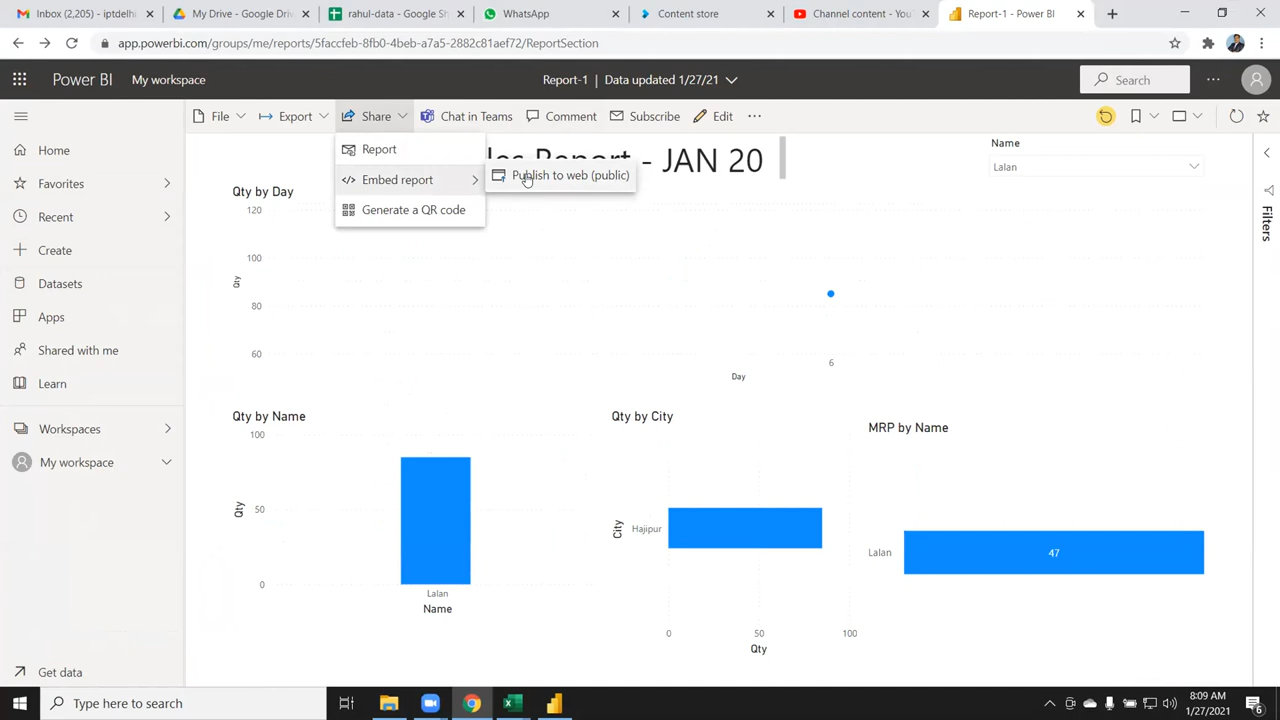 Inbox (2,205) - iptdelhi
My Drive - Google Dri
rahul-data - Google Sh
WhatsApp
Content store
Channel content - You
Report-1 - Power BI
app.powerbi.com/groups/me/reports/5faccfeb-8fb0-4beb-a7a5-2882c81aef72/ReportSection
Power BI
My workspace
Report-1 | Data updated 1/27/21
Search
File
Export
Share
Chat in Teams
Comment
Subscribe
Edit
Home
Favorites
Recent
Create
Datasets
Apps
Shared with me
Learn
Workspaces
My workspace
Get data
Report
Embed report
Generate a QR code
Publish to web (public)
les Report - JAN 20
Name
Lalan
Filters
Qty by Day
120
100
80
60
Qty
6
Day
Qty by Name
100
50
0
Qty
Lalan
Name
Qty by City
City
Hajipur
0
50
100
Qty
MRP by Name
Lalan
47
Type here to search
8:09 AM
1/27/2021
6